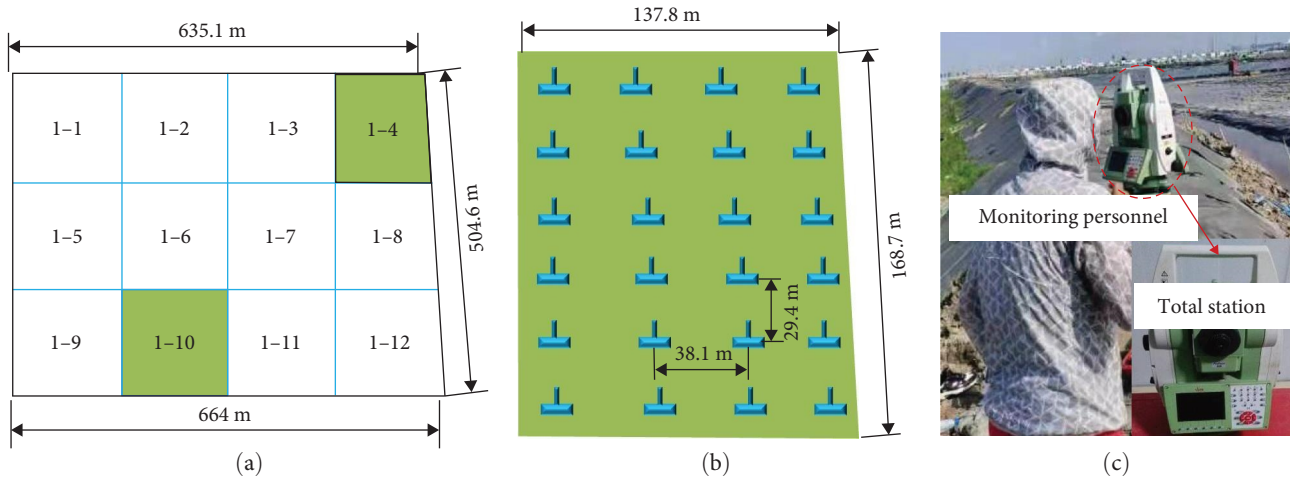 635.1 m
1–1
1–2
1–3
1–4
1–5
1–6
1–7
1–8
1–9
1–10
1–11
1–12
504.6 m
664 m
(a)
137.8 m
168.7 m
29.4 m
38.1 m
(b)
Monitoring personnel
Total station
(c)